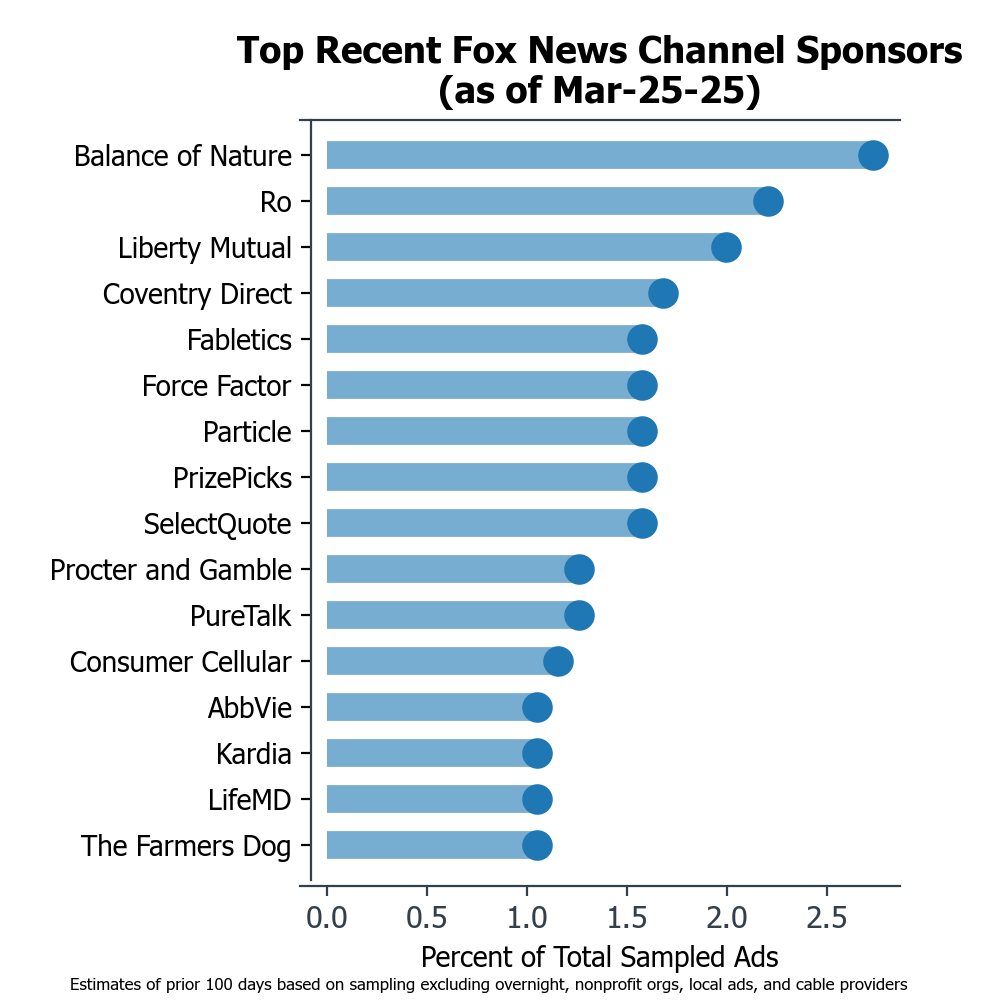 Top Recent Fox News Channel Sponsors
(as of Mar-25-25)
Balance of Nature
Ro
Liberty Mutual
Coventry Direct
Fabletics
Force Factor
Particle
PrizePicks
SelectQuote
Procter and Gamble
PureTalk
Consumer Cellular
AbbVie
Kardia
LifeMD
The Farmers Dog
0.0 0.5 1.0 1.5 2.0 2.5
Percent of Total Sampled Ads
Estimates of prior 100 days based on sampling excluding overnight, nonprofit orgs, local ads, and cable providers